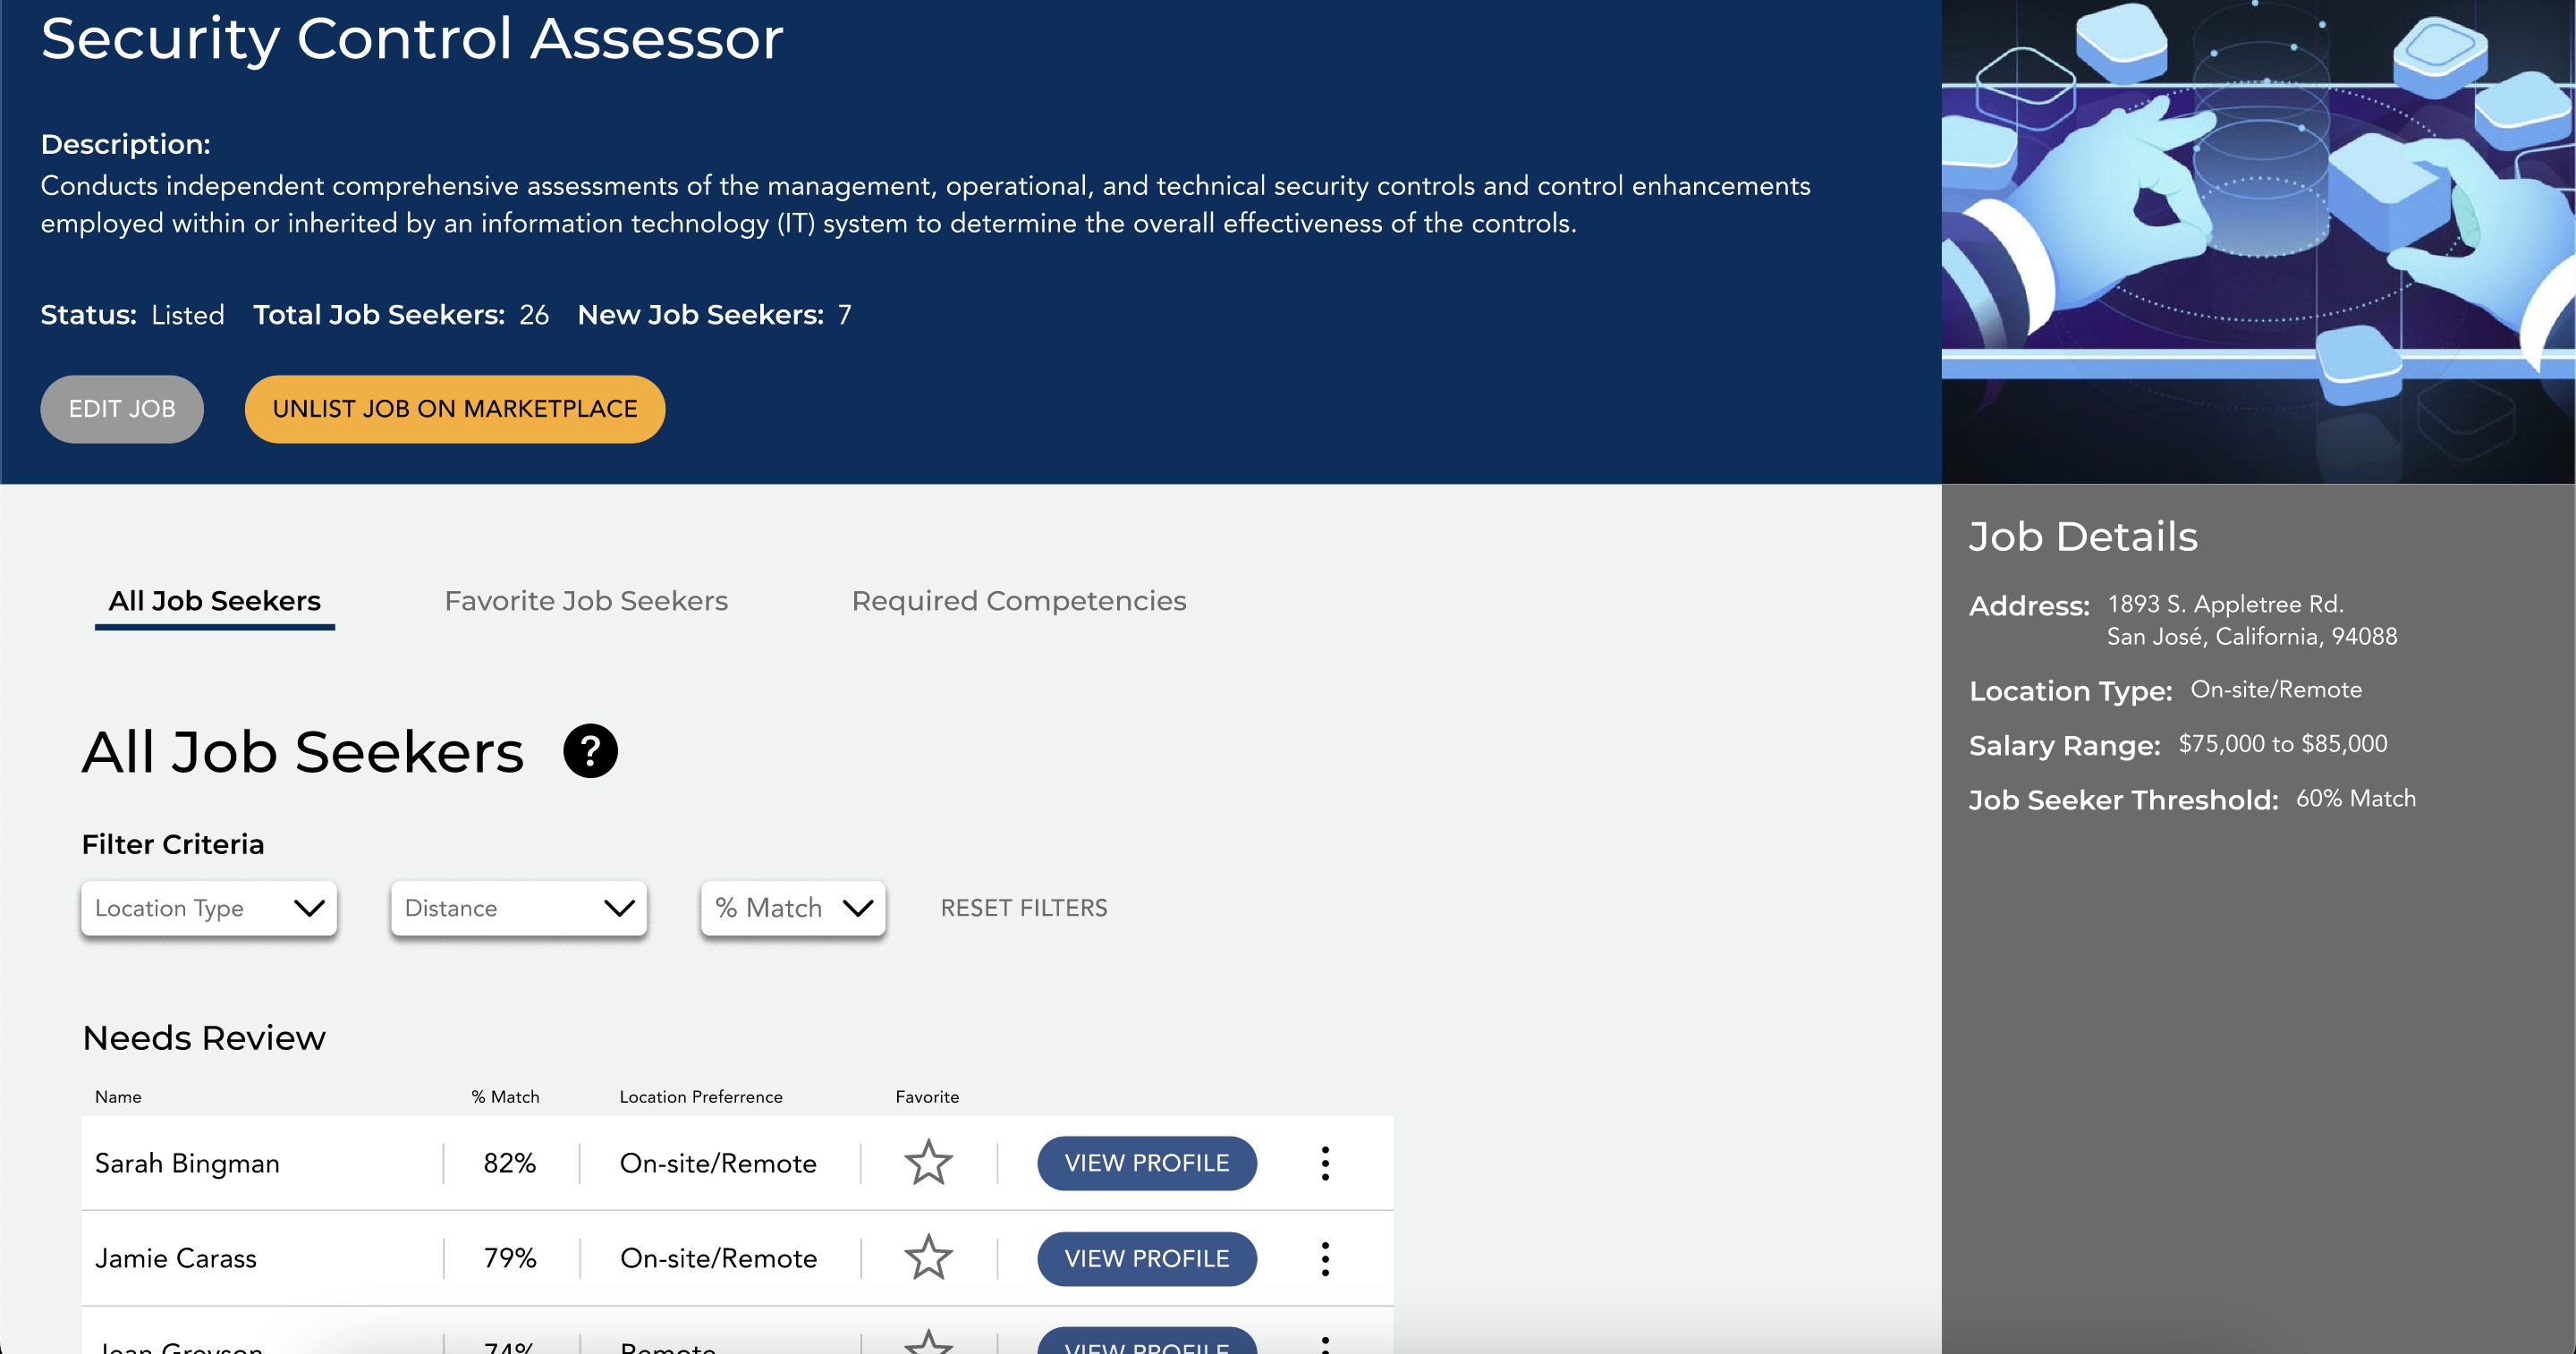 Security Control Assessor
Description:
Conducts independent comprehensive assessments of the management, operational, and technical security controls and control enhancements
employed within or inherited by an information technology (IT) system to determine the overall effectiveness of the controls.
Status: Listed Total Job Seekers: 26 New Job Seekers: 7
EDIT JOB UNLIST JOB ON MARKETPLACE
All Job Seekers Favorite Job Seekers Required Competencies
All Job Seekers ?
Filter Criteria
Location Type Distance % Match RESET FILTERS
Needs Review
Name % Match Location Preferrence Favorite
Sarah Bingman 82% On-site/Remote VIEW PROFILE
Jamie Carass 79% On-site/Remote VIEW PROFILE
Jean Greyson 74% Remote VIEW PROFILE
Job Details
Address: 1893 S. Appletree Rd.
San José, California, 94088
Location Type: On-site/Remote
Salary Range: $75,000 to $85,000
Job Seeker Threshold: 60% Match